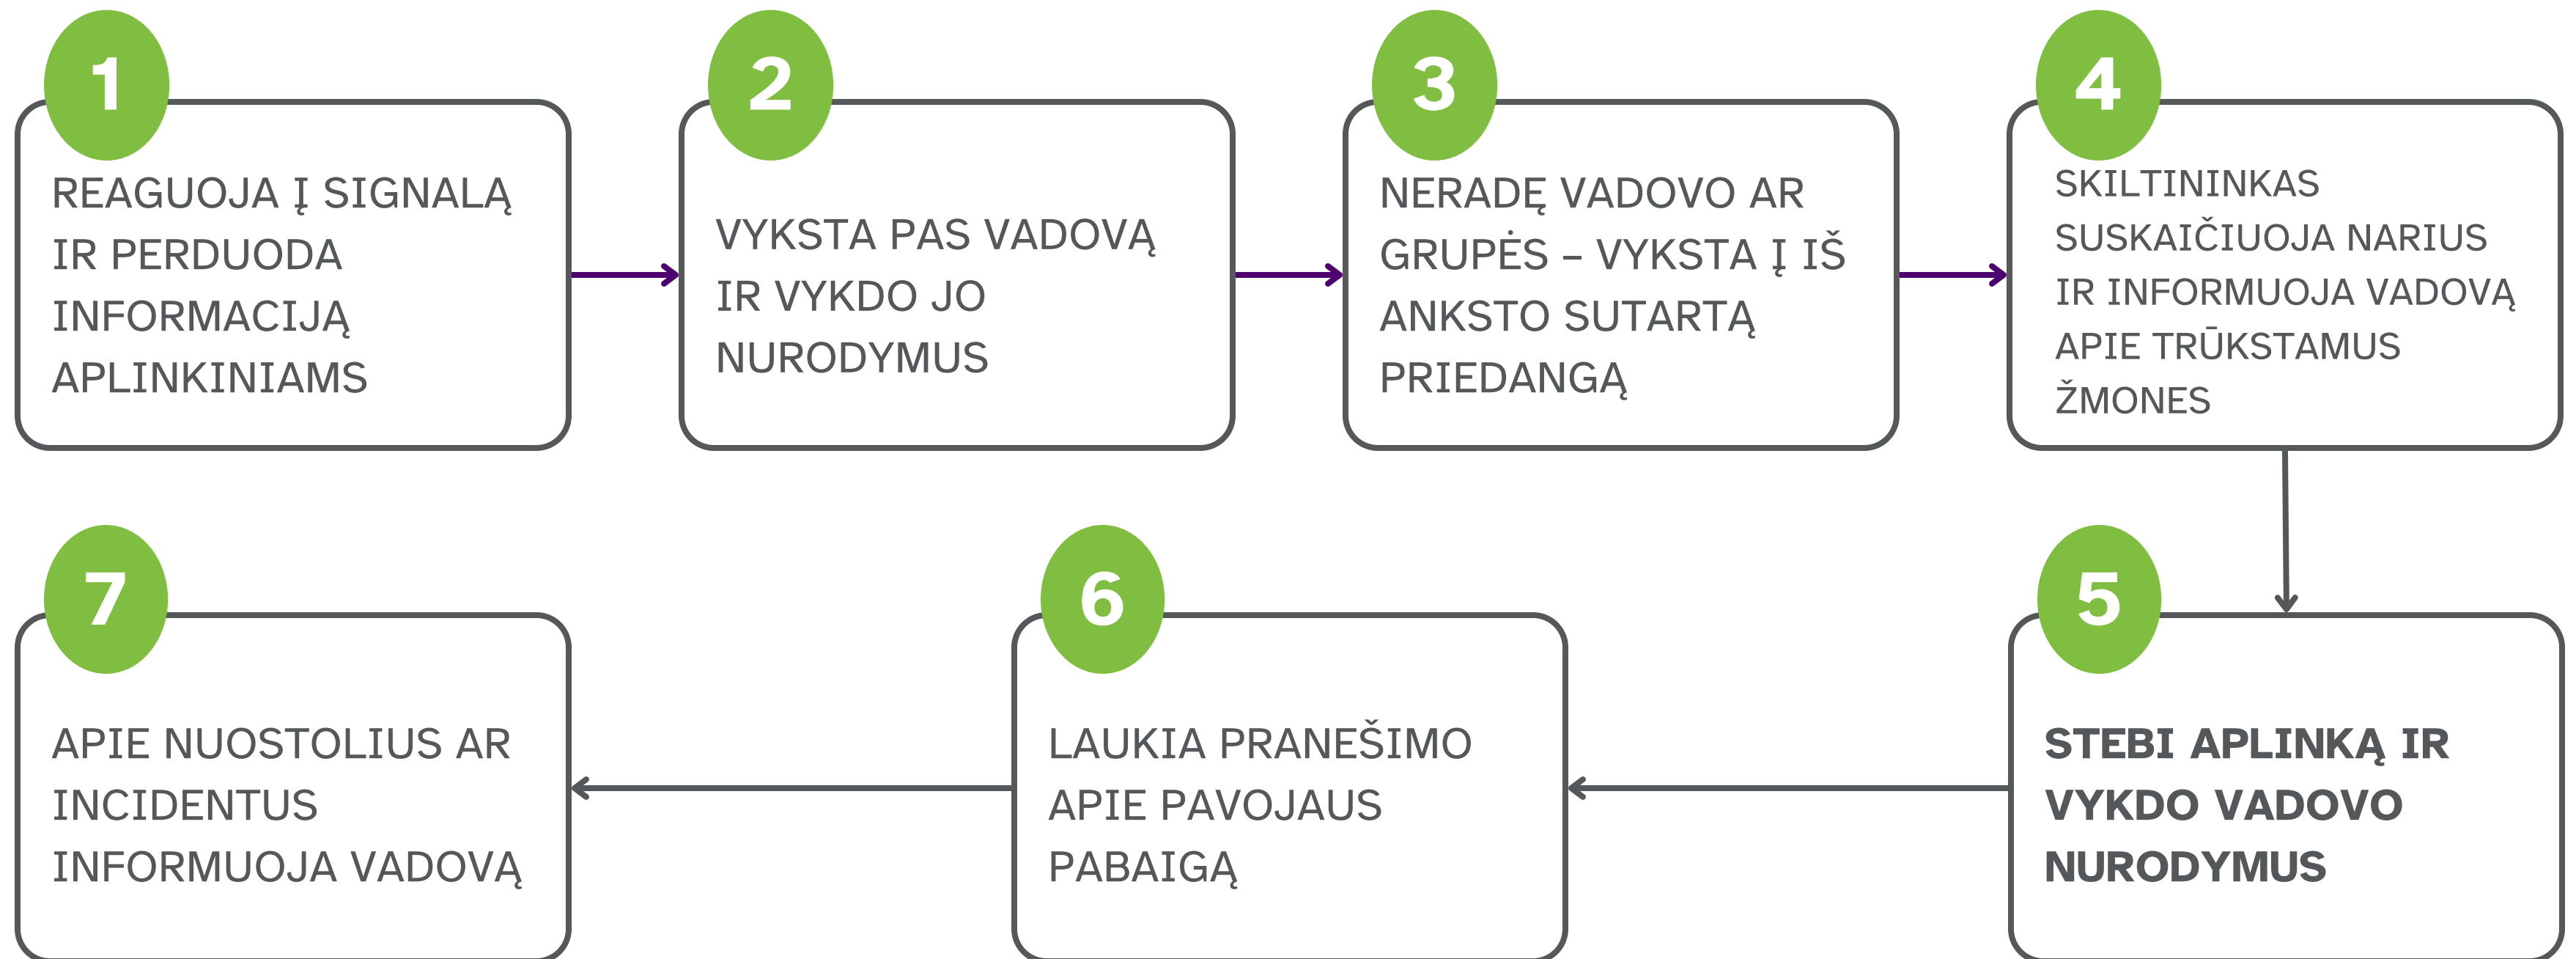 1
REAGUOJA Į SIGNALĄ
IR PERDUODA
INFORMACIJĄ
APLINKINIAMS
2
VYKSTA PAS VADOVĄ
IR VYKDO JO
NURODYMUS
3
NERADĘ VADOVO AR
GRUPĖS – VYKSTA Į IŠ
ANKSTO SUTARTĄ
PRIEDANGĄ
4
SKILTININKAS
SUSKAIČIUOJA NARIUS
IR INFORMUOJA VADOVĄ
APIE TRŪKSTAMUS
ŽMONES
5
STEBI APLINKĄ IR
VYKDO VADOVO
NURODYMUS
6
LAUKIA PRANEŠIMO
APIE PAVOJAUS
PABAIGĄ
7
APIE NUOSTOLIUS AR
INCIDENTUS
INFORMUOJA VADOVĄ